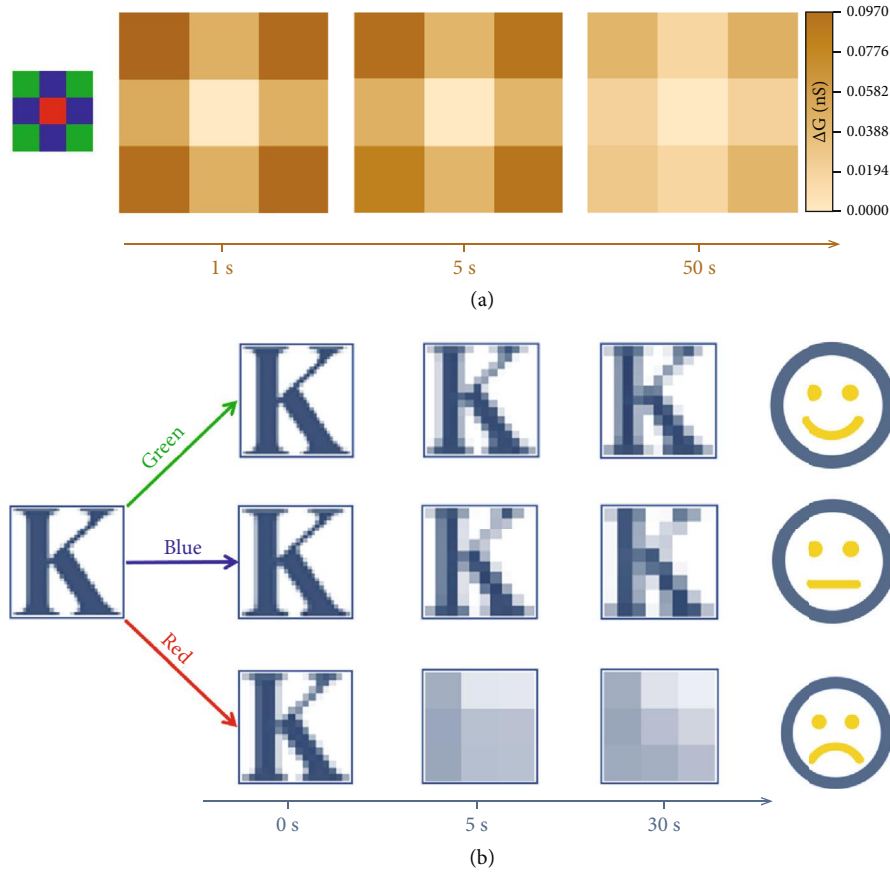 0.0970
0.0776
0.0582
0.0388
0.0194
0.0000
ΔG (nS)
1 s
5 s
50 s
(a)
K
K
K
K
Green
K
Blue
K
K
K
Red
K
0 s
5 s
30 s
(b)